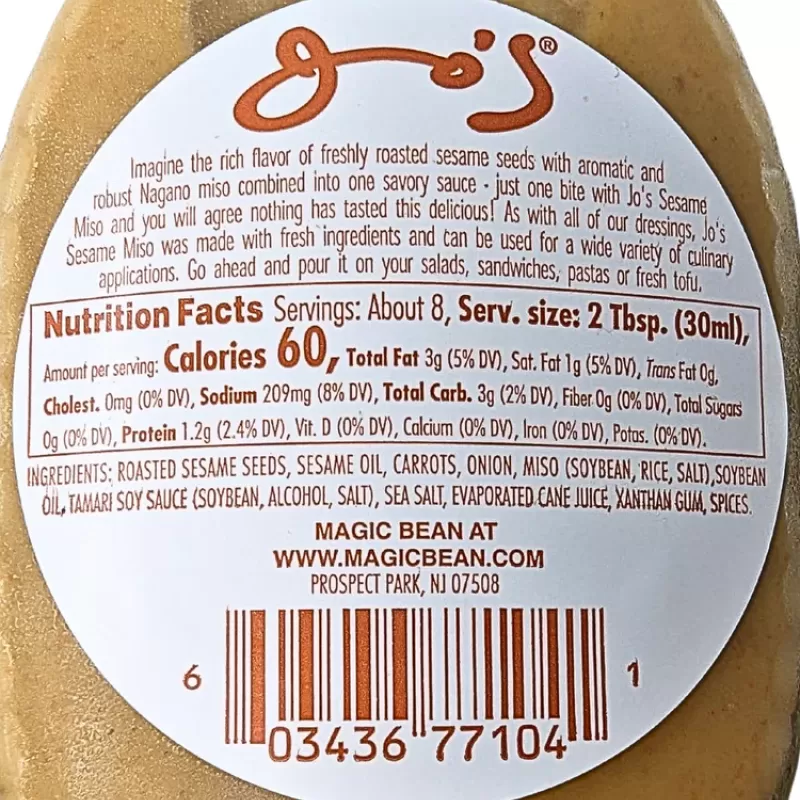 Jo's®
Imagine the rich flavor of freshly roasted sesame seeds with aromatic and
robust Nagano miso combined into one savory sauce - just one bite with Jo's Sesame
Miso and you will agree nothing has tasted this delicious! As with all of our dressings, Jo's
Sesame Miso was made with fresh ingredients and can be used for a wide variety of culinary
applications. Go ahead and pour it on your salads, sandwiches, pastas or fresh tofu.
Nutrition Facts Servings: About 8, Serv. size: 2 Tbsp. (30ml),
Amount per serving: Calories 60, Total Fat 3g (5% DV), Sat. Fat 1g (5% DV), Trans Fat 0g,
Cholest. 0mg (0% DV), Sodium 209mg (8% DV), Total Carb. 3g (2% DV), Fiber 0g (0% DV), Total Sugars
0g (0% DV), Protein 1.2g (2.4% DV), Vit. D (0% DV), Calcium (0% DV), Iron (0% DV), Potas. (0% DV).
INGREDIENTS: ROASTED SESAME SEEDS, SESAME OIL, CARROTS, ONION, MISO (SOYBEAN, RICE, SALT),SOYBEAN
OIL, TAMARI SOY SAUCE (SOYBEAN, ALCOHOL, SALT), SEA SALT, EVAPORATED CANE JUICE, XANTHAN GUM, SPICES.
MAGIC BEAN AT
WWW.MAGICBEAN.COM
PROSPECT PARK, NJ 07508
6 03436 77104 1